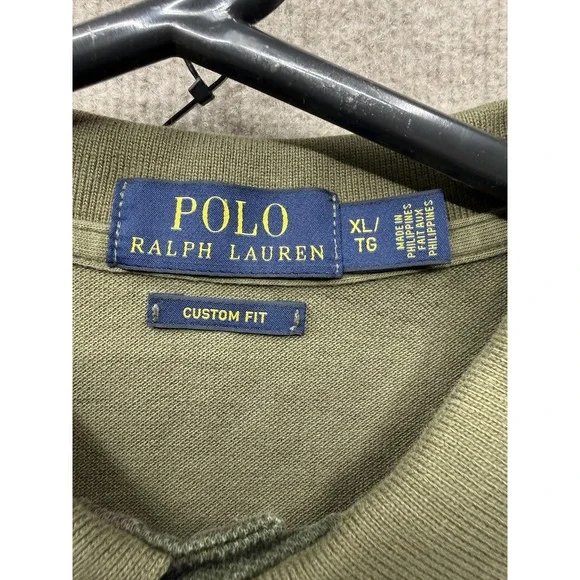 POLO
RALPH LAUREN
XL/
TG
MADE IN
PHILIPPINES
FAIT AUX
PHILIPPINES
CUSTOM FIT